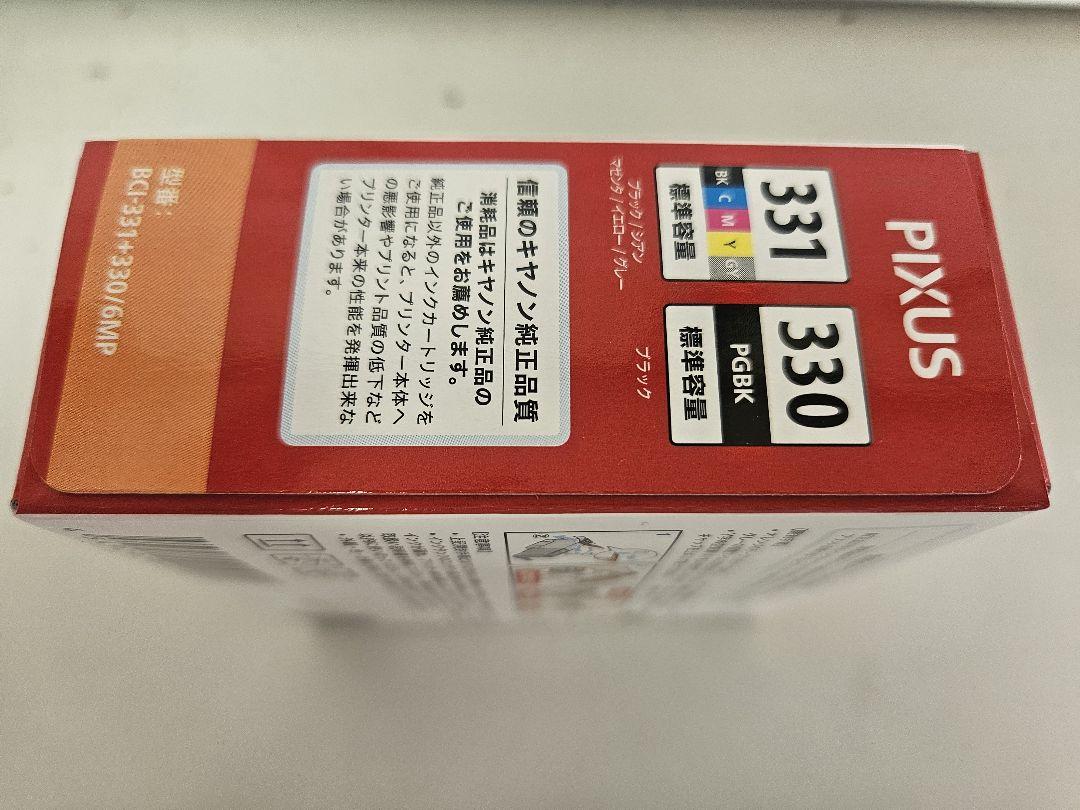 PIXUS
331
BK C M Y GY
標準容量
ブラック / シアン
マゼンタ / イエロー / グレー
330
PGBK
標準容量
ブラック
信頼のキヤノン純正品質
消耗品はキヤノン純正品の
ご使用をお薦めします。
純正品以外のインクカートリッジを
ご使用になると、プリンター本体へ
の悪影響やプリント品質の低下など
プリンター本来の性能を発揮出来な
い場合があります。
型番:
BCI-331+330/6MP